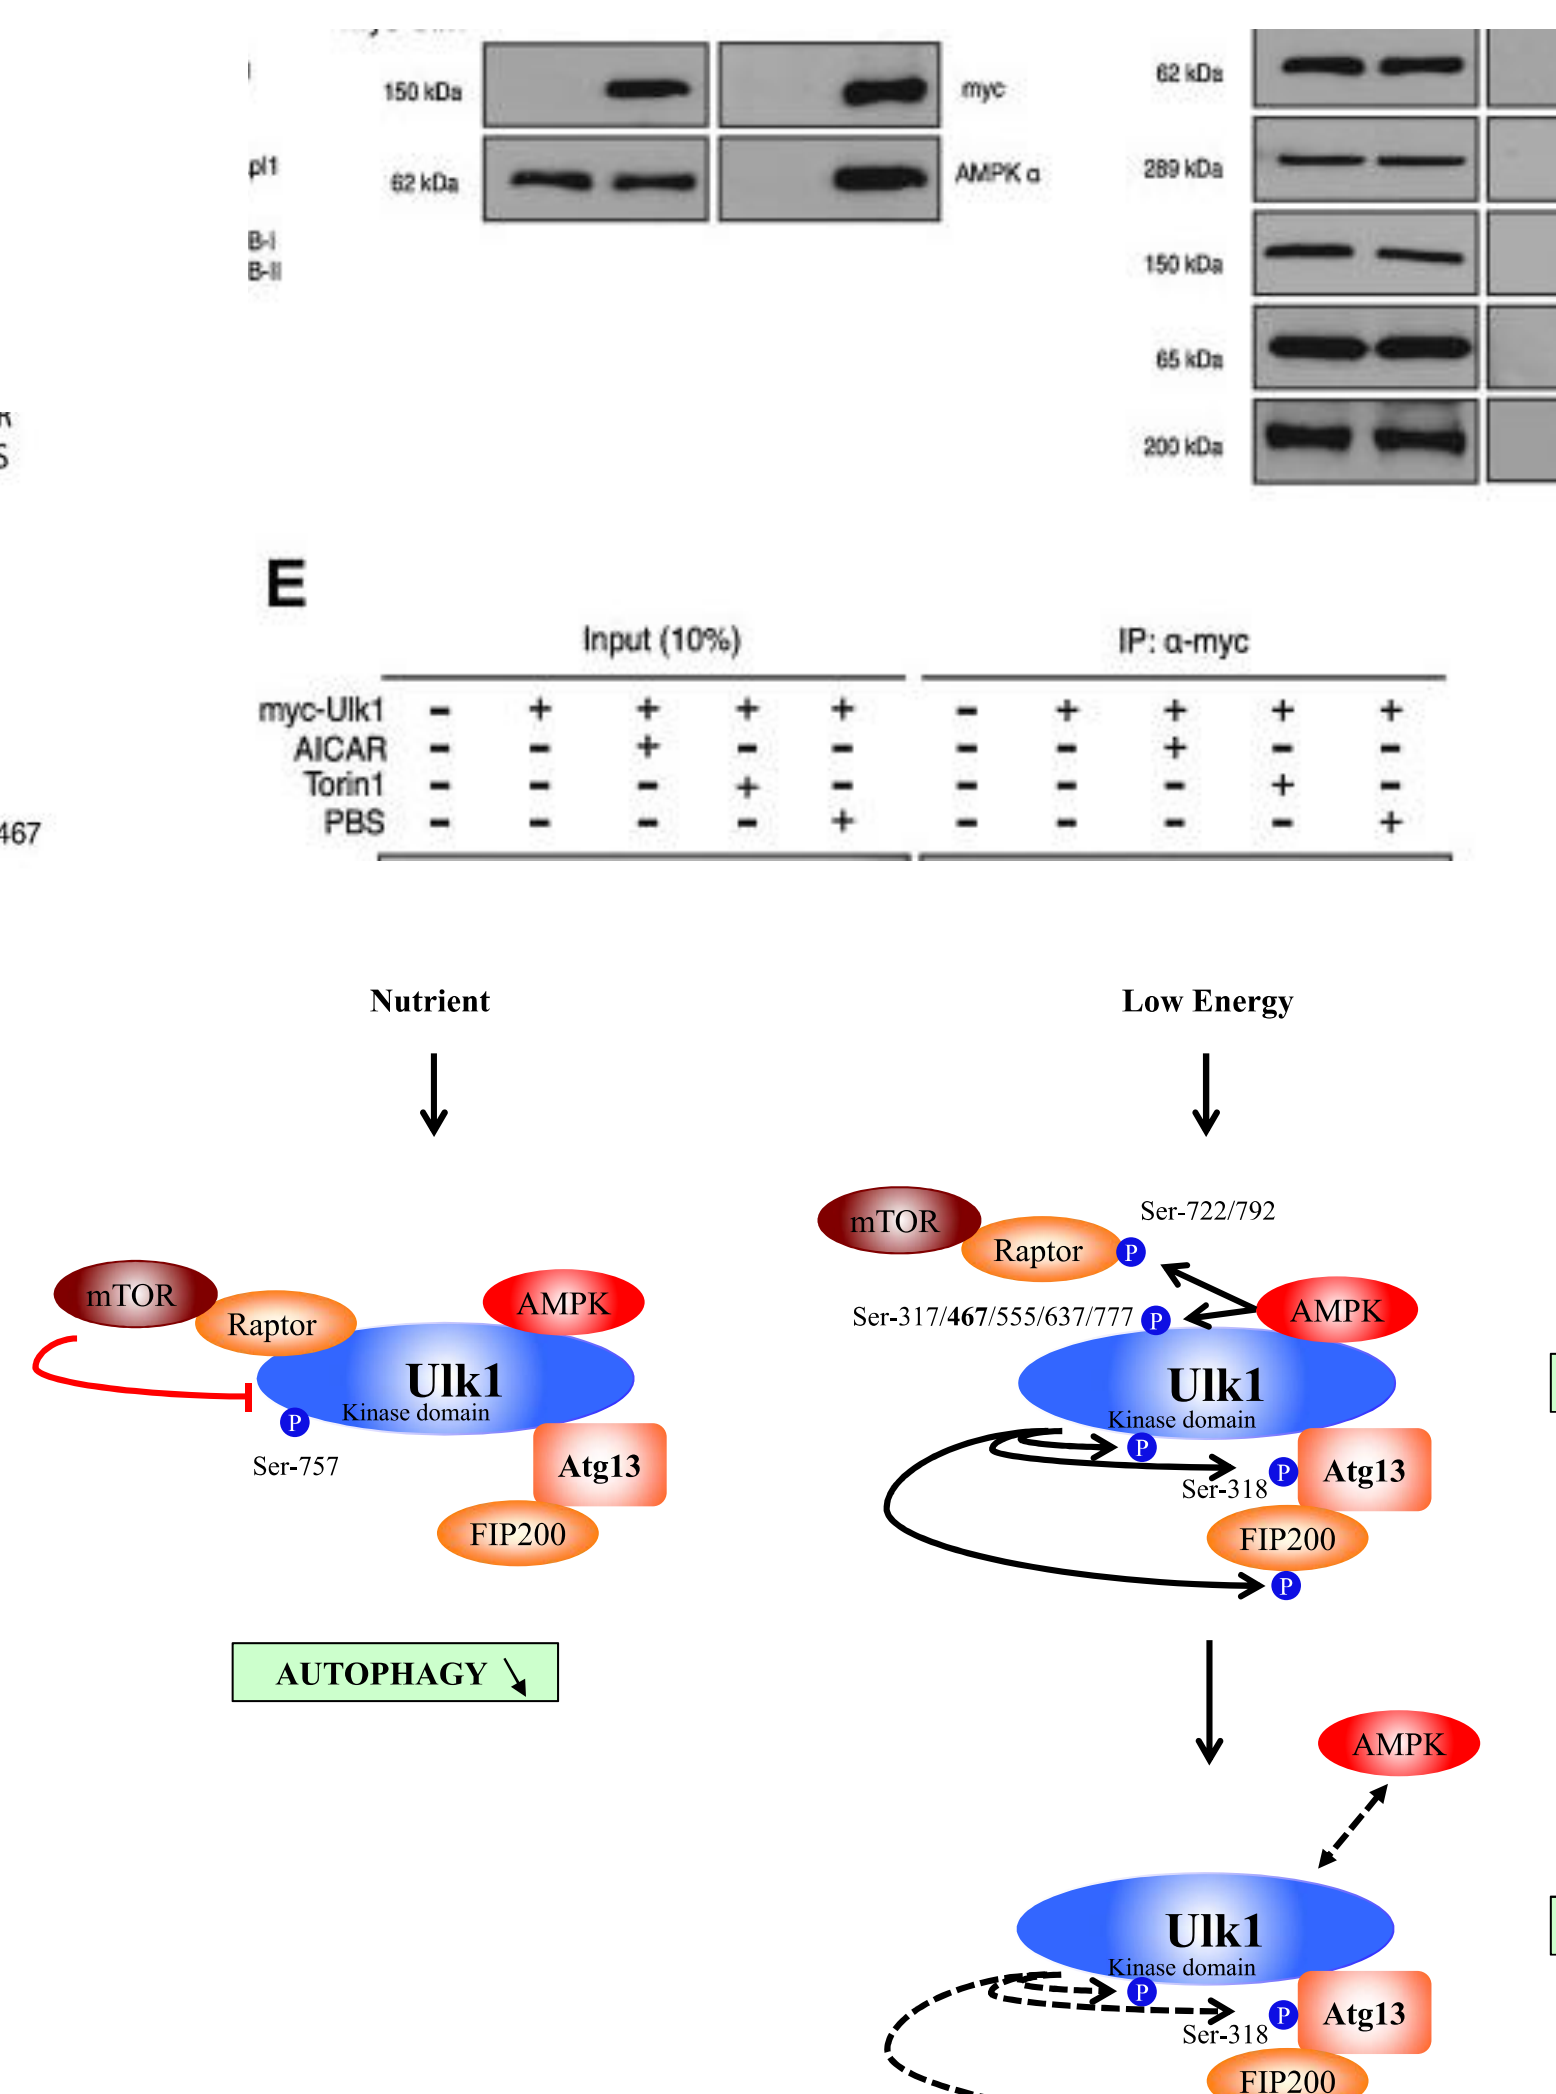 150 kDa
myc
62 kDa
AMPK α
pl1
B-I
B-II
62 kDa
289 kDa
150 kDa
65 kDa
200 kDa
467
E
Input (10%)
IP: α-myc
myc-Ulk1 - + + + + - + + + +
AICAR - - + - - - - + - -
Torin1 - - - + - - - - + -
PBS - - - - + - - - - +
Nutrient
mTOR
Raptor
AMPK
Ulk1
Kinase domain
P
Ser-757
Atg13
FIP200
AUTOPHAGY
Low Energy
mTOR
Raptor
P
Ser-722/792
Ser-317/467/555/637/777
P
AMPK
Ulk1
Kinase domain
P
Ser-318
P
Atg13
FIP200
P
AMPK
Ulk1
Kinase domain
P
Ser-318
P
Atg13
FIP200